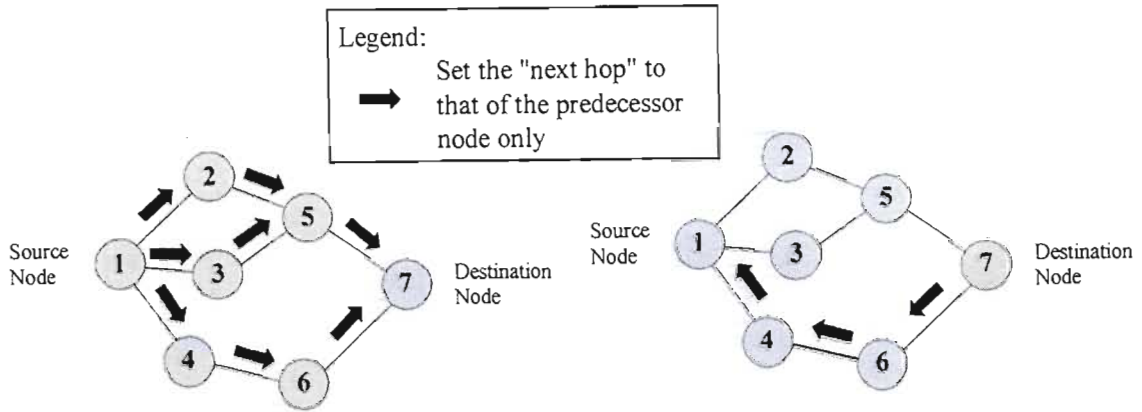 Legend:
Set the "next hop" to
that of the predecessor
node only
Source
Node
1
2
3
4
5
6
7
Destination
Node
Source
Node
1
2
3
4
5
6
7
Destination
Node